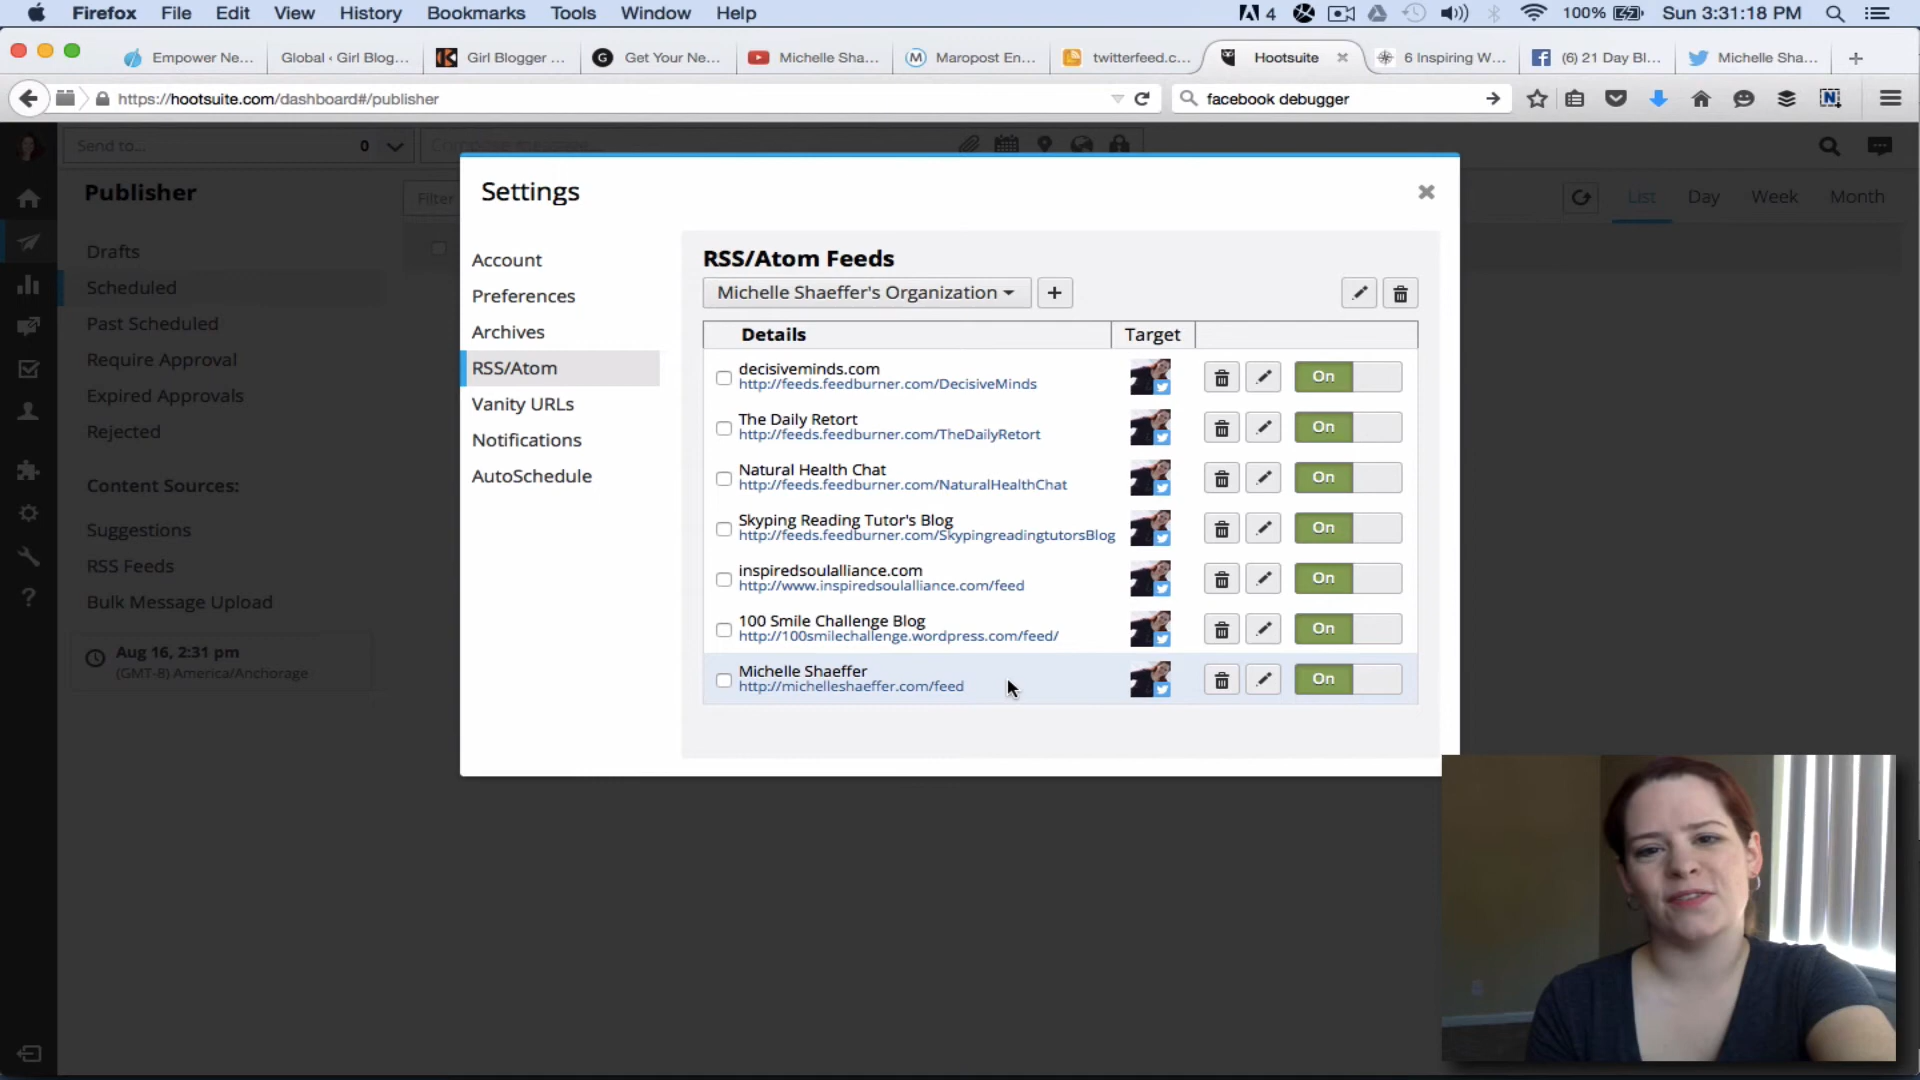 Firefox File Edit View History Bookmarks Tools Window Help 4 100% Sun 3:31:18 PM
Empower Ne... Global ‹ Girl Blog... Girl Blogger ... Get Your Ne... Michelle Sha... Maropost En... twitterfeed.c... Hootsuite 6 Inspiring W... (6) 21 Day Bl... Michelle Sha...
https://hootsuite.com/dashboard#/publisher facebook debugger
Send to... 0
Publisher
Filter
List Day Week Month
Drafts
Scheduled
Past Scheduled
Require Approval
Expired Approvals
Rejected
Content Sources:
Suggestions
RSS Feeds
Bulk Message Upload
Aug 16, 2:31 pm
(GMT-8) America/Anchorage
Settings
Account
Preferences
Archives
RSS/Atom
Vanity URLs
Notifications
AutoSchedule
RSS/Atom Feeds
Michelle Shaeffer's Organization
Details Target
decisiveminds.com
http://feeds.feedburner.com/DecisiveMinds
On
The Daily Retort
http://feeds.feedburner.com/TheDailyRetort
On
Natural Health Chat
http://feeds.feedburner.com/NaturalHealthChat
On
Skyping Reading Tutor's Blog
http://feeds.feedburner.com/SkypingreadingtutorsBlog
On
inspiredsoulalliance.com
http://www.inspiredsoulalliance.com/feed
On
100 Smile Challenge Blog
http://100smilechallenge.wordpress.com/feed/
On
Michelle Shaeffer
http://michelleshaeffer.com/feed
On